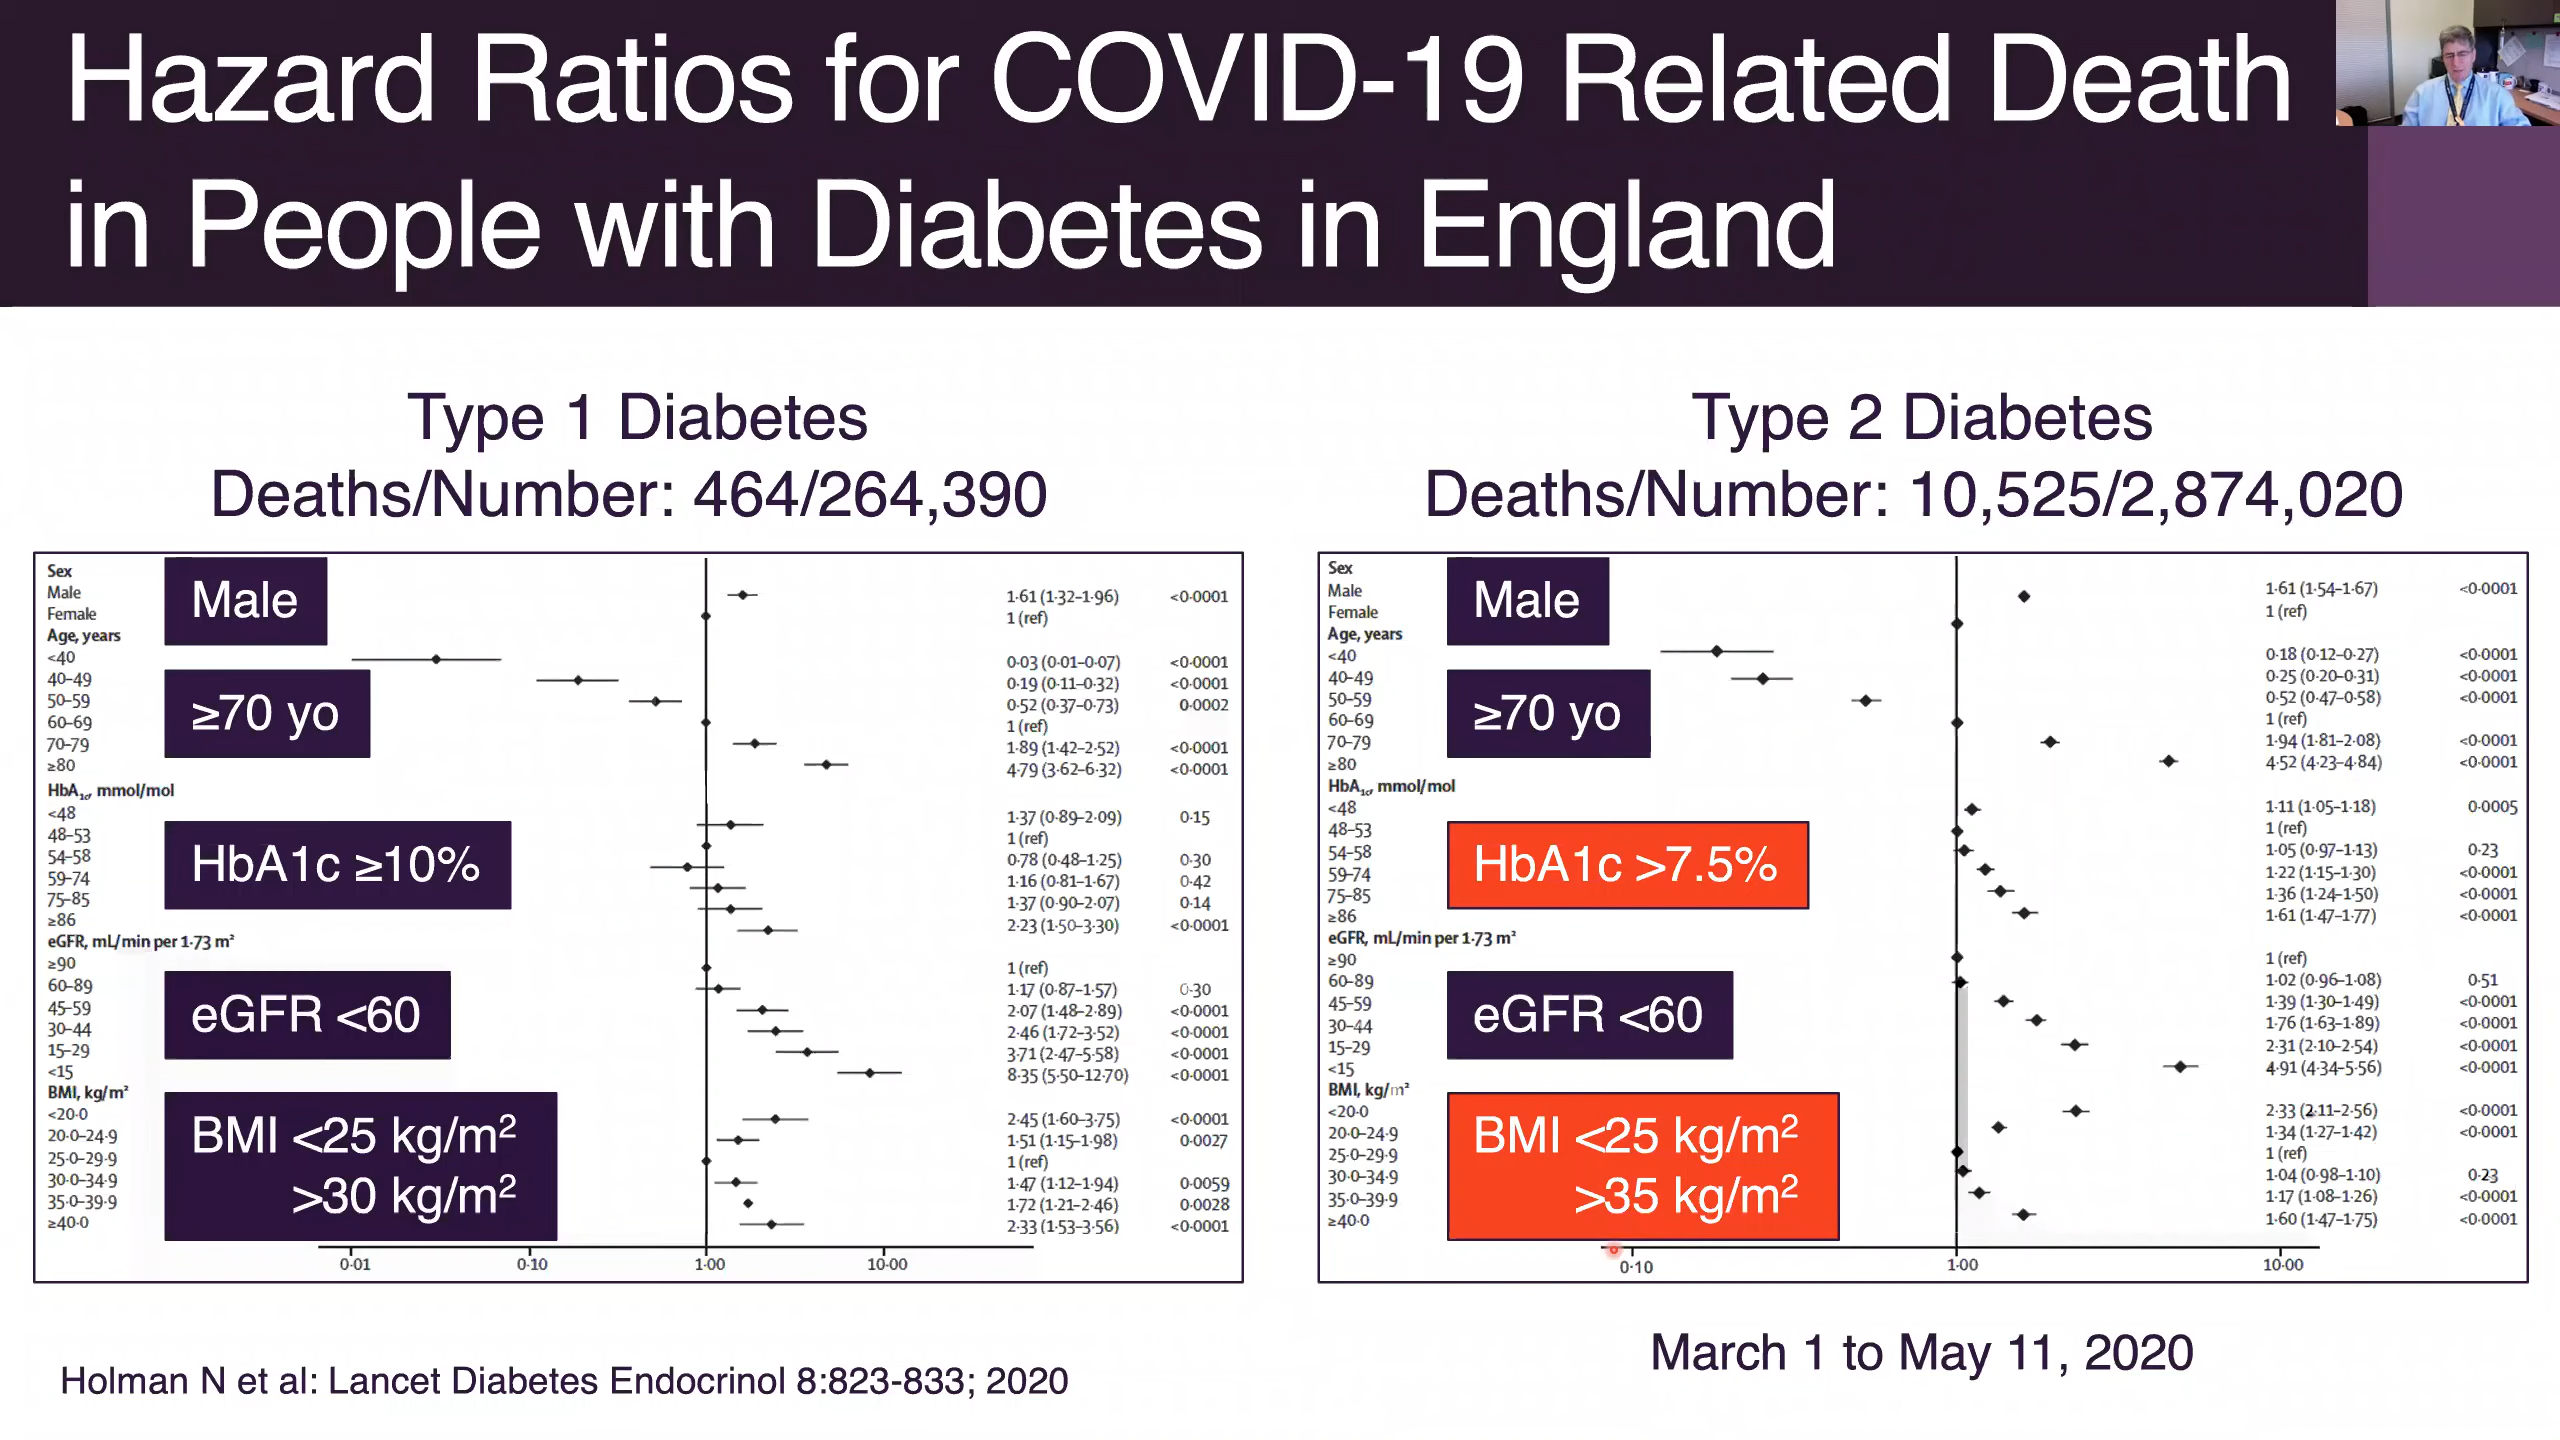 Hazard Ratios for COVID-19 Related Death
in People with Diabetes in England
Type 1 Diabetes
Deaths/Number: 464/264,390
Sex
Male 1·61 (1·32–1·96) <0·0001
Female 1 (ref)
Age, years
<40 0·03 (0·01–0·07) <0·0001
40–49 0·19 (0·11–0·32) <0·0001
50–59 0·52 (0·37–0·73) 0·0002
60–69 1 (ref)
70–79 1·89 (1·42–2·52) <0·0001
≥80 4·79 (3·62–6·32) <0·0001
HbA1c, mmol/mol
<48 1·37 (0·89–2·09) 0·15
48–53 1 (ref)
54–58 0·78 (0·48–1·25) 0·30
59–74 1·16 (0·81–1·67) 0·42
75–85 1·37 (0·90–2·07) 0·14
≥86 2·23 (1·50–3·30) <0·0001
eGFR, mL/min per 1·73 m²
≥90 1 (ref)
60–89 1·17 (0·87–1·57) 0·30
45–59 2·07 (1·48–2·89) <0·0001
30–44 2·46 (1·72–3·52) <0·0001
15–29 3·71 (2·47–5·58) <0·0001
<15 8·35 (5·50–12·70) <0·0001
BMI, kg/m²
<20·0 2·45 (1·60–3·75) <0·0001
20·0–24·9 1·51 (1·15–1·98) 0·0027
25·0–29·9 1 (ref)
30·0–34·9 1·47 (1·12–1·94) 0·0059
35·0–39·9 1·72 (1·21–2·46) 0·0028
≥40·0 2·33 (1·53–3·56) <0·0001
0·01 0·10 1·00 10·00
Male
≥70 yo
HbA1c ≥10%
eGFR <60
BMI <25 kg/m²
>30 kg/m²
Type 2 Diabetes
Deaths/Number: 10,525/2,874,020
Sex
Male 1·61 (1·54–1·67) <0·0001
Female 1 (ref)
Age, years
<40 0·18 (0·12–0·27) <0·0001
40–49 0·25 (0·20–0·31) <0·0001
50–59 0·52 (0·47–0·58) <0·0001
60–69 1 (ref)
70–79 1·94 (1·81–2·08) <0·0001
≥80 4·52 (4·23–4·84) <0·0001
HbA1c, mmol/mol
<48 1·11 (1·05–1·18) 0·0005
48–53 1 (ref)
54–58 1·05 (0·97–1·13) 0·23
59–74 1·22 (1·15–1·30) <0·0001
75–85 1·36 (1·24–1·50) <0·0001
≥86 1·61 (1·47–1·77) <0·0001
eGFR, mL/min per 1·73 m²
≥90 1 (ref)
60–89 1·02 (0·96–1·08) 0·51
45–59 1·39 (1·30–1·49) <0·0001
30–44 1·76 (1·63–1·89) <0·0001
15–29 2·31 (2·10–2·54) <0·0001
<15 4·91 (4·34–5·56) <0·0001
BMI, kg/m²
<20·0 2·33 (2·11–2·56) <0·0001
20·0–24·9 1·34 (1·27–1·42) <0·0001
25·0–29·9 1 (ref)
30·0–34·9 1·04 (0·98–1·10) 0·23
35·0–39·9 1·17 (1·08–1·26) <0·0001
≥40·0 1·60 (1·47–1·75) <0·0001
0·10 1·00 10·00
Male
≥70 yo
HbA1c >7.5%
eGFR <60
BMI <25 kg/m²
>35 kg/m²
March 1 to May 11, 2020
Holman N et al: Lancet Diabetes Endocrinol 8:823-833; 2020